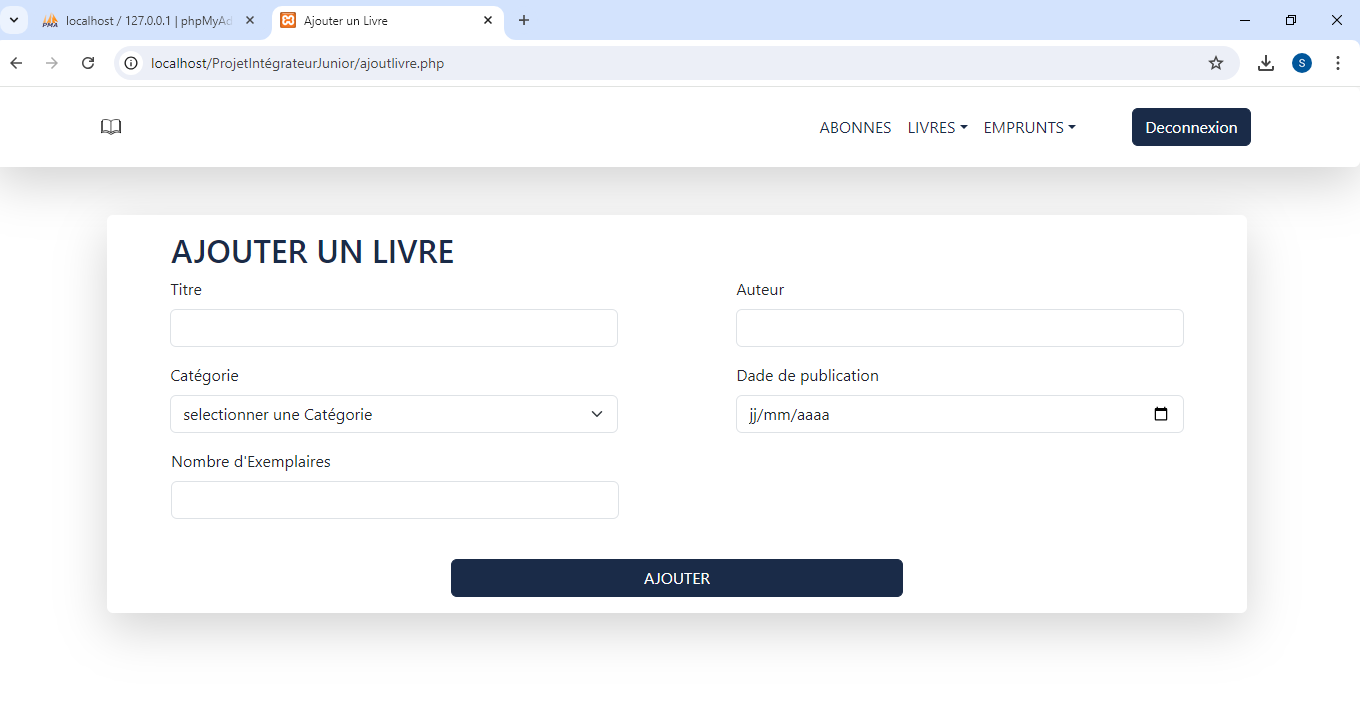 localhost / 127.0.0.1 | phpMyAd
Ajouter un Livre
localhost/ProjetIntégrateurJunior/ajoutlivre.php
S
ABONNES LIVRES EMPRUNTS Deconnexion
AJOUTER UN LIVRE
Titre
Auteur
Catégorie
Dade de publication
selectionner une Catégorie
jj/mm/aaaa
Nombre d'Exemplaires
AJOUTER